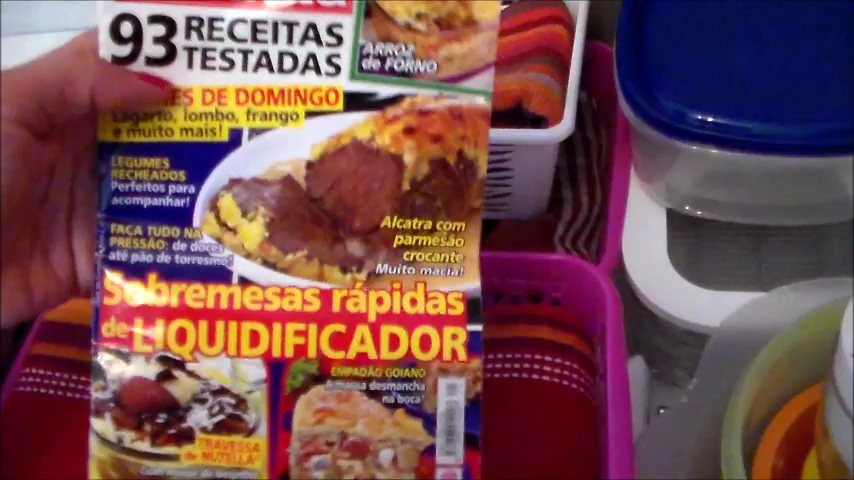 93 RECEITAS
TESTADAS
ARROZ
de FORNO
DE DOMINGO
Lagarto, lombo, frango
e muito mais!
LEGUMES
RECHEADOS
Perfeitos para
acompanhar!
FAÇA TUDO NA
PRESSÃO: de doces
até pão de torresmo!
Alcatra com
parmesão
crocante
Muito macia!
Sobremesas rápidas
de LIQUIDIFICADOR
EMPADÃO GOIANO
A massa desmancha
na boca!
TRAVESSA
de NUTELLA